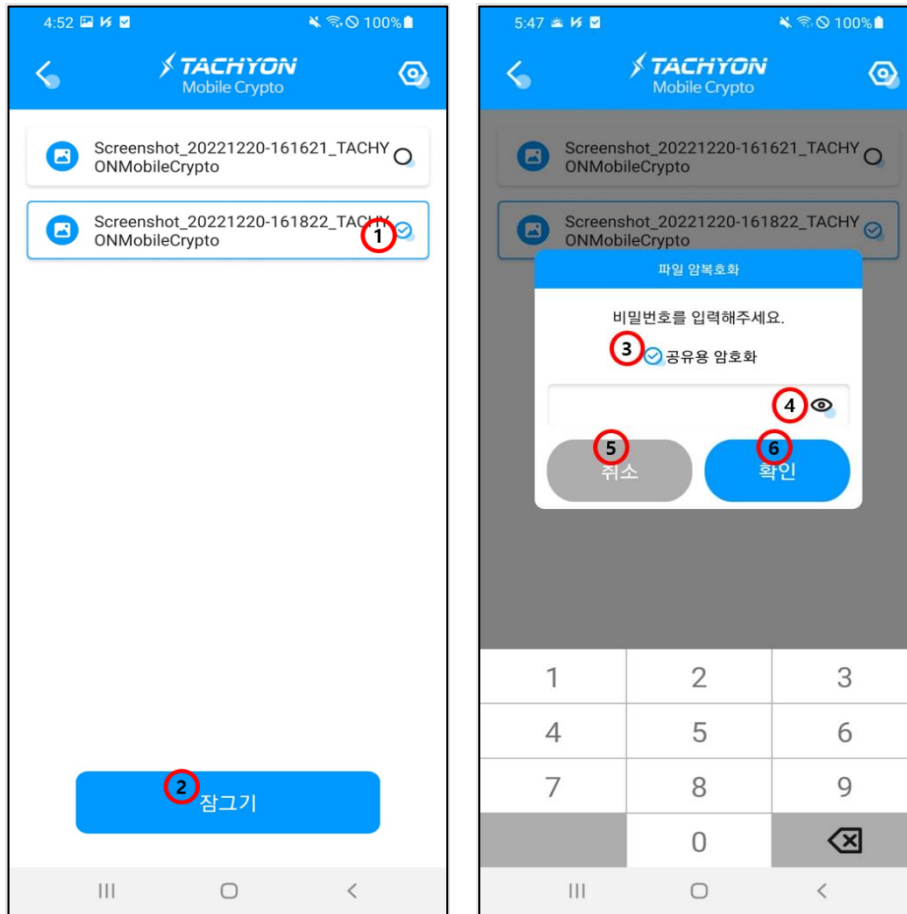 4:52
100%
TACHYON
Mobile Crypto
Screenshot_20221220-161621_TACHY
ONMobileCrypto
Screenshot_20221220-161822_TACHY
ONMobileCrypto
1
2
잠그기
5:47
100%
TACHYON
Mobile Crypto
Screenshot_20221220-161621_TACHY
ONMobileCrypto
Screenshot_20221220-161822_TACHY
ONMobileCrypto
파일 암복호화
비밀번호를 입력해주세요.
3 공유용 암호화
4
5 6
취소 확인
1 2 3
4 5 6
7 8 9
0